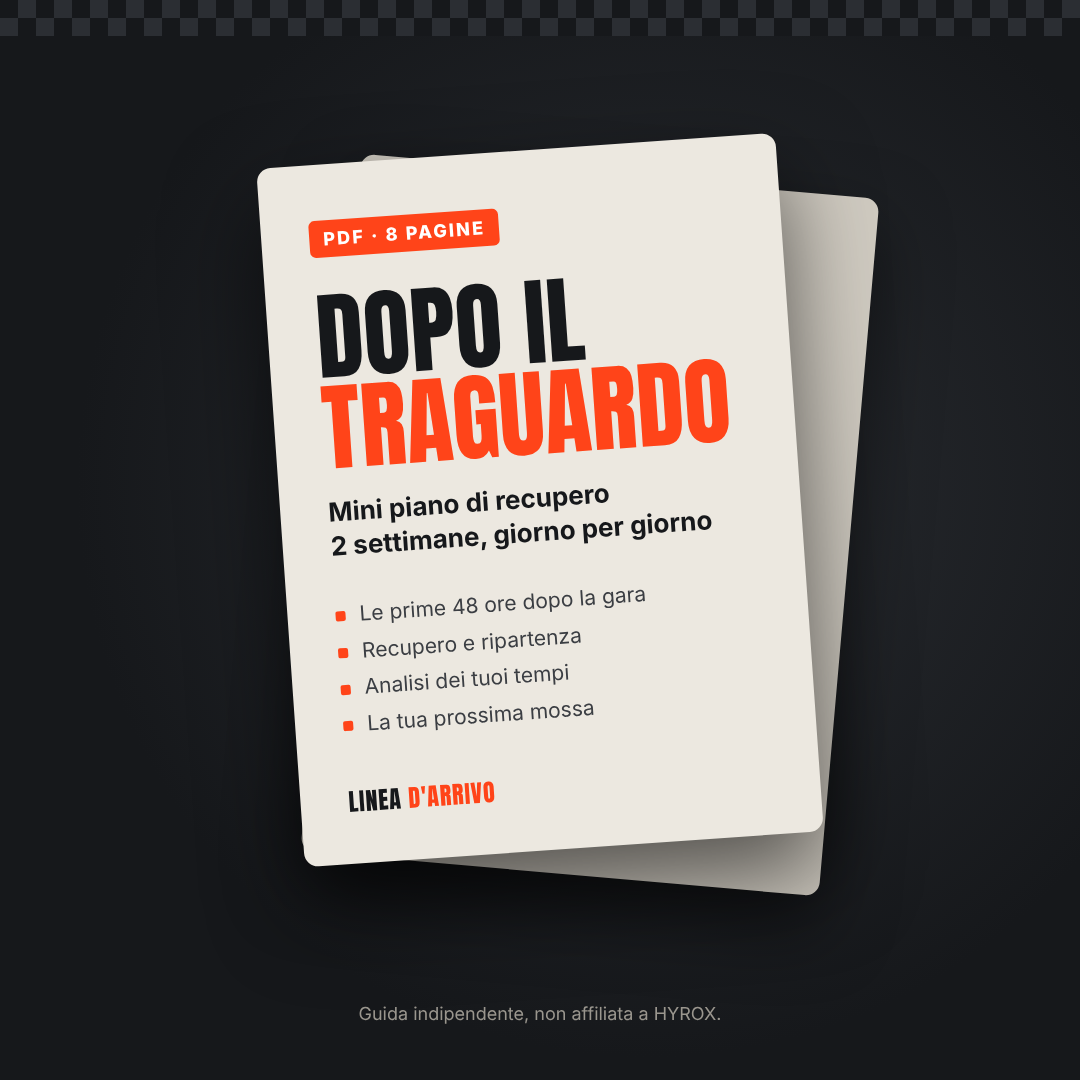 PDF · 8 PAGINE
DOPO IL
TRAGUARDO
Mini piano di recupero
2 settimane, giorno per giorno
Le prime 48 ore dopo la gara
Recupero e ripartenza
Analisi dei tuoi tempi
La tua prossima mossa
LINEA D'ARRIVO
Guida indipendente, non affiliata a HYROX.